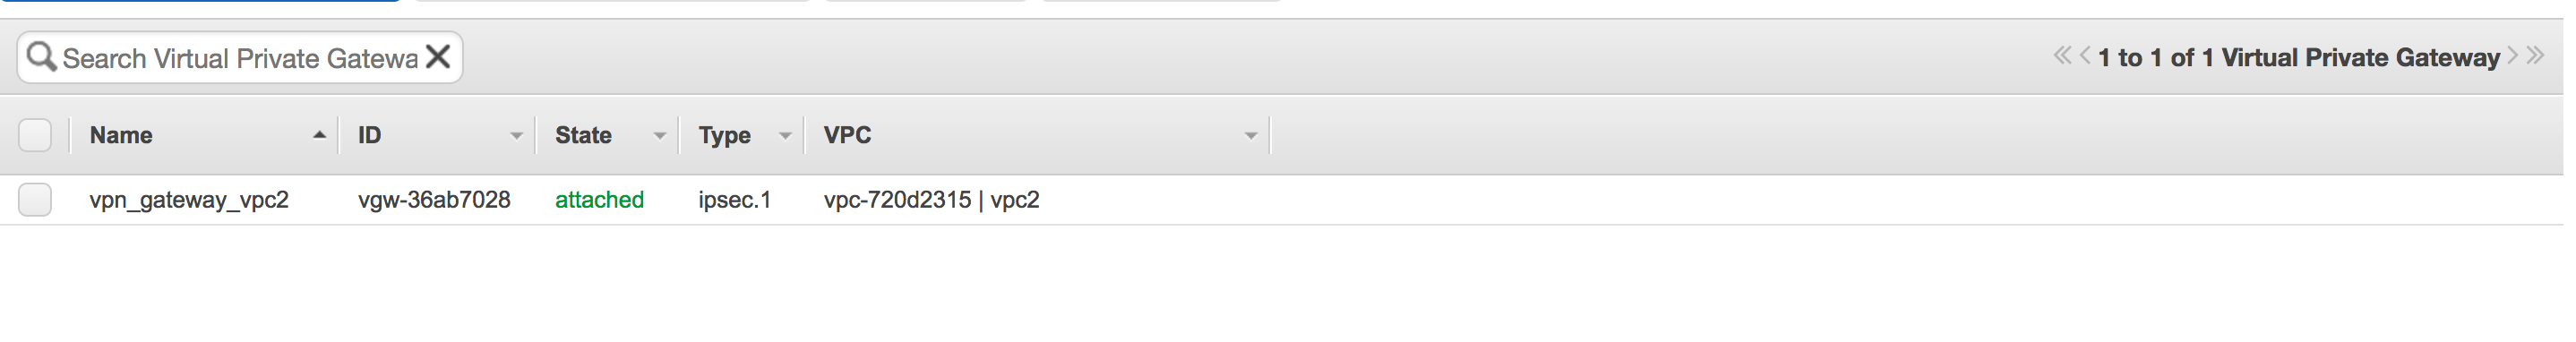 Search Virtual Private Gatewa
1 to 1 of 1 Virtual Private Gateway
Name ID State Type VPC
vpn_gateway_vpc2 vgw-36ab7028 attached ipsec.1 vpc-720d2315 | vpc2